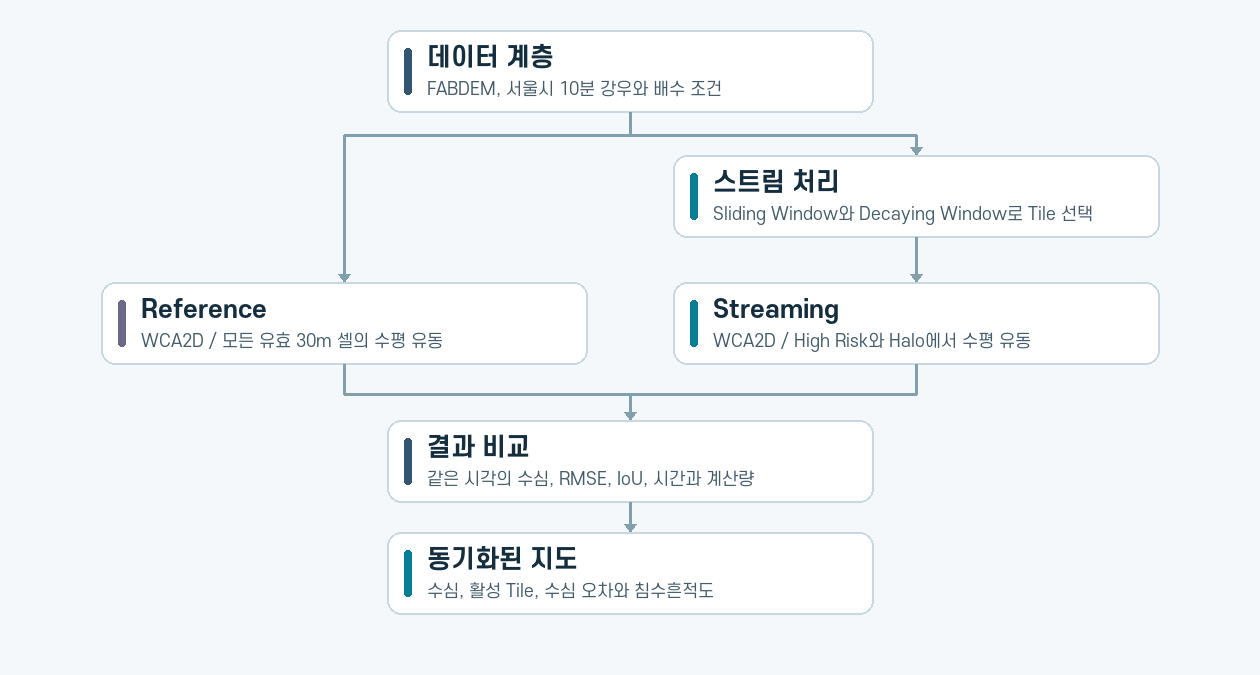 데이터 계층
FABDEM, 서울시 10분 강우와 배수 조건
스트림 처리
Sliding Window와 Decaying Window로 Tile 선택
Reference
WCA2D / 모든 유효 30m 셀의 수평 유동
Streaming
WCA2D / High Risk와 Halo에서 수평 유동
결과 비교
같은 시각의 수심, RMSE, IoU, 시간과 계산량
동기화된 지도
수심, 활성 Tile, 수심 오차와 침수흔적도